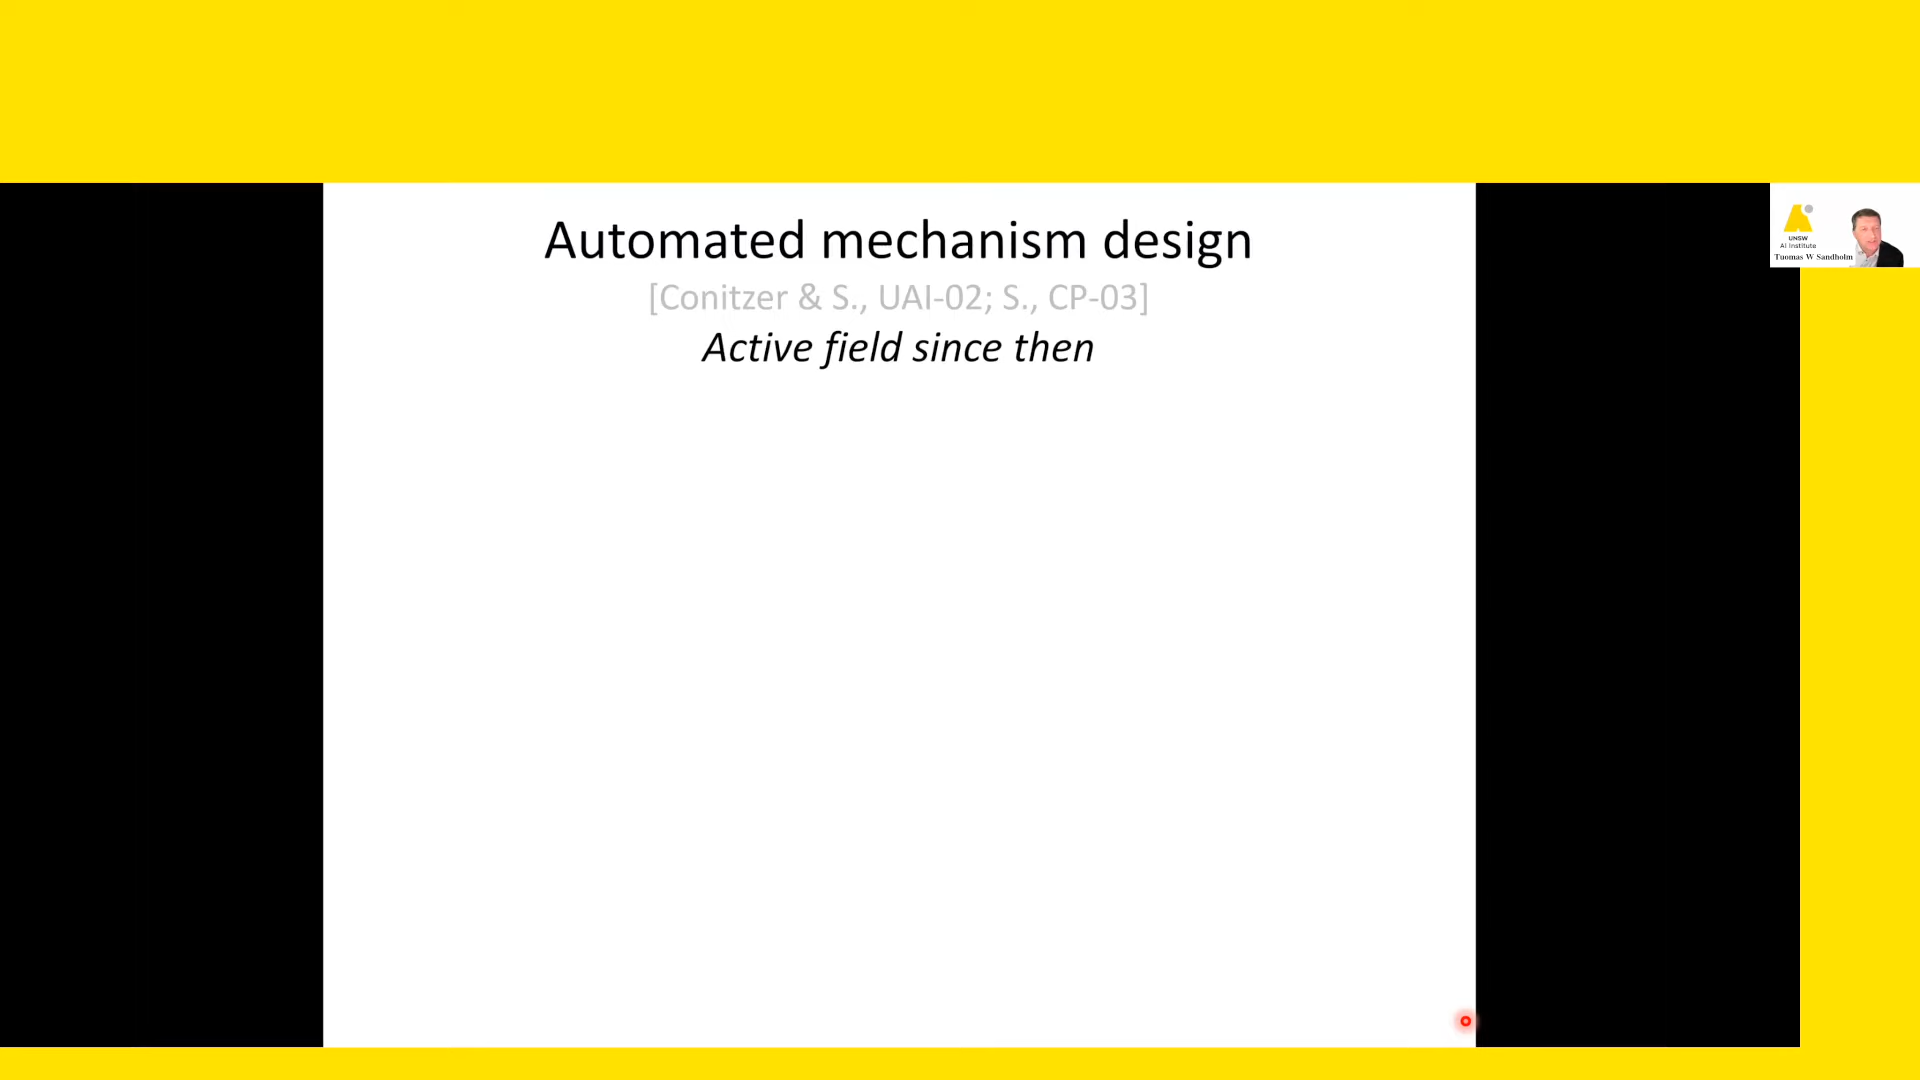 Automated mechanism design
[Conitzer & S., UAI-02; S., CP-03]
Active field since then
UNSW
AI Institute
Tuomas W Sandholm